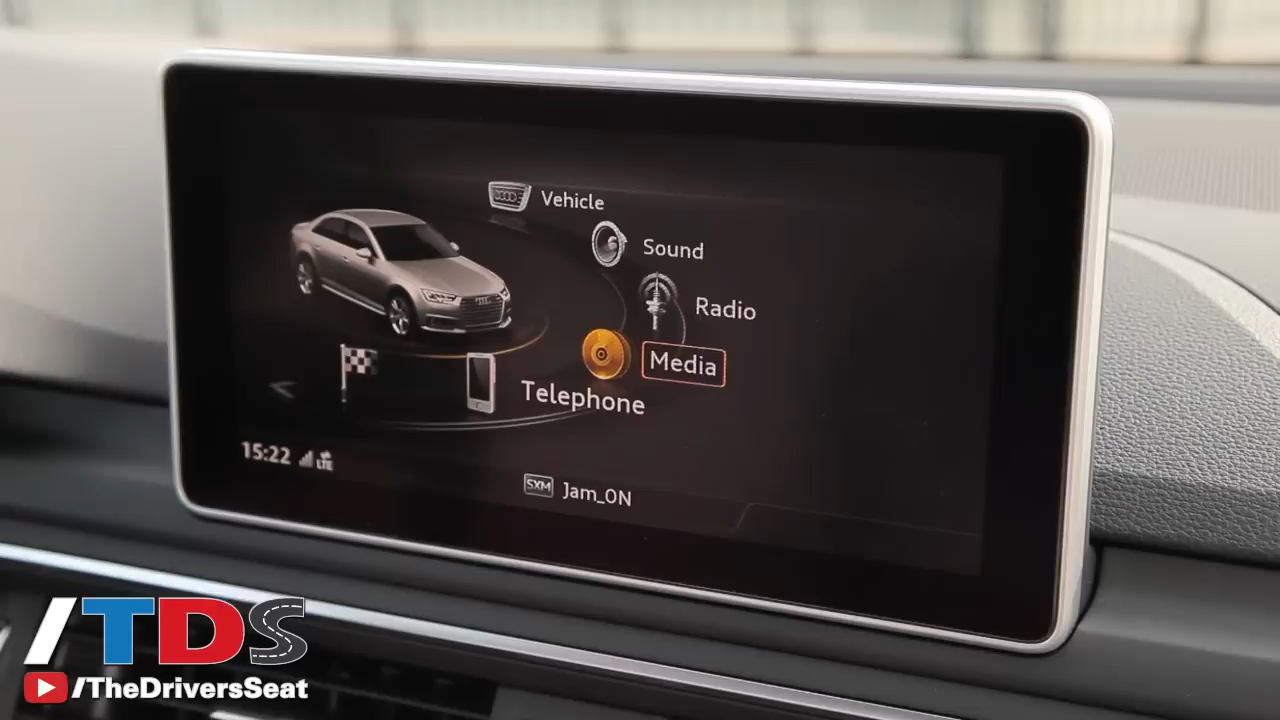 Vehicle
Sound
Radio
Media
Telephone
15:22 LTE
SXM Jam_ON
/TDS
/TheDriversSeat